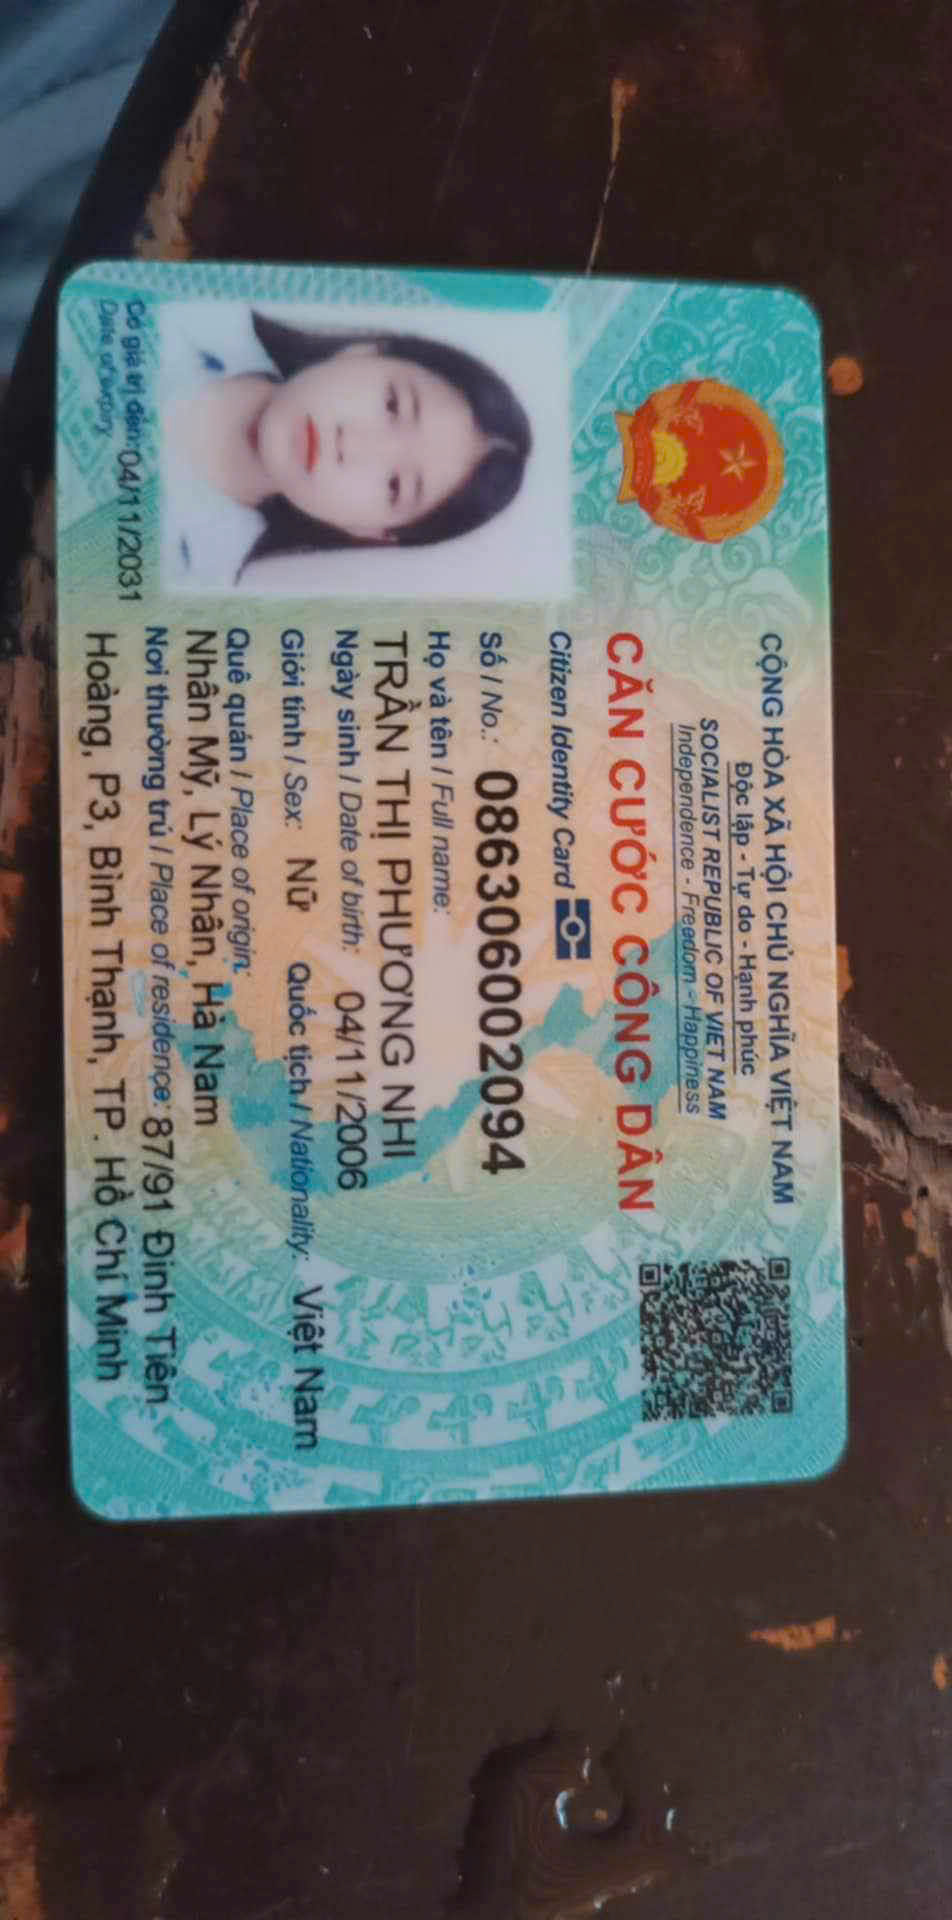 CỘNG HÒA XÃ HỘI CHỦ NGHĨA VIỆT NAM
Độc lập - Tự do - Hạnh phúc
SOCIALIST REPUBLIC OF VIET NAM
Independence - Freedom - Happiness
CĂN CƯỚC CÔNG DÂN
Citizen Identity Card
Số / No.: 086306002094
Họ và tên / Full name:
TRẦN THỊ PHƯƠNG NHI
Ngày sinh / Date of birth: 04/11/2006
Giới tính / Sex: Nữ Quốc tịch / Nationality: Việt Nam
Quê quán / Place of origin:
Nhân Mỹ, Lý Nhân, Hà Nam
Nơi thường trú / Place of residence: 87/91 Đinh Tiên
Hoàng, P3, Bình Thạnh, TP. Hồ Chí Minh
Có giá trị đến: 04/11/2031
Date of expiry